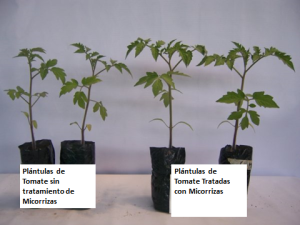 Plántulas de
Tomate sin
tratamiento de
Micorrizas
Plántulas de
Tomate Tratadas
con Micorrizas